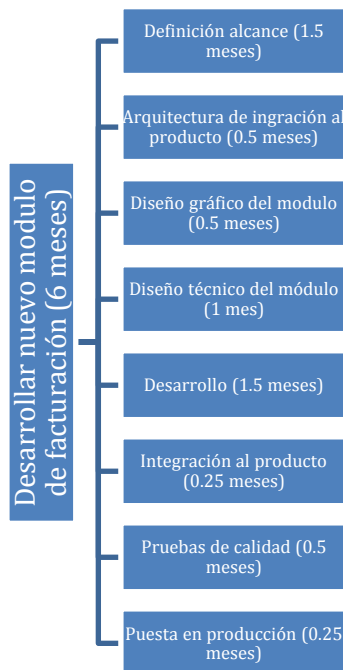 Desarrollar nuevo modulo
de facturación (6 meses)
Definición alcance (1.5
meses)
Arquitectura de ingración al
producto (0.5 meses)
Diseño gráfico del modulo
(0.5 meses)
Diseño técnico del módulo
(1 mes)
Desarrollo (1.5 meses)
Integración al producto
(0.25 meses)
Pruebas de calidad (0.5
meses)
Puesta en producción (0.25
meses)